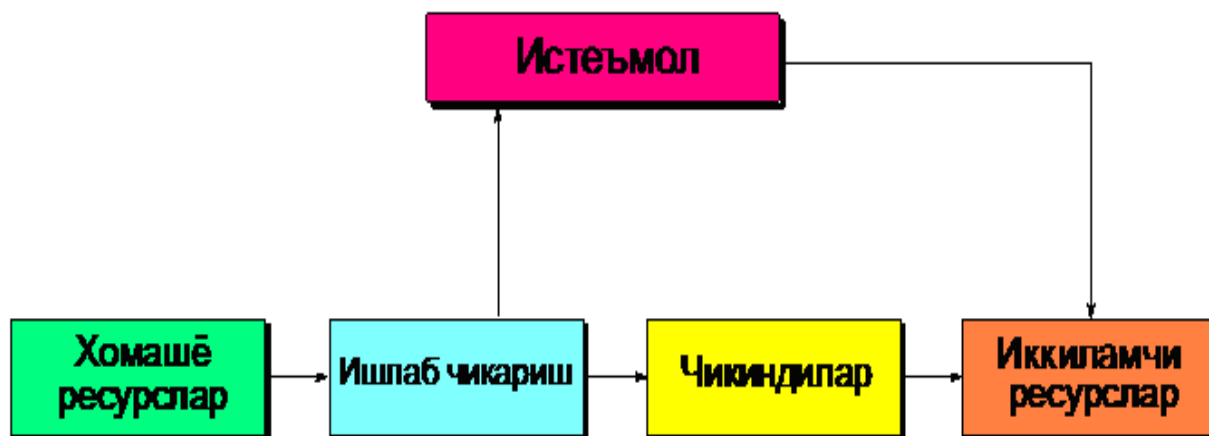 Истеъмол
Хомашё
ресурслар
Ишлаб чикариш
Чикиндилар
Иккиламчи
ресурслар